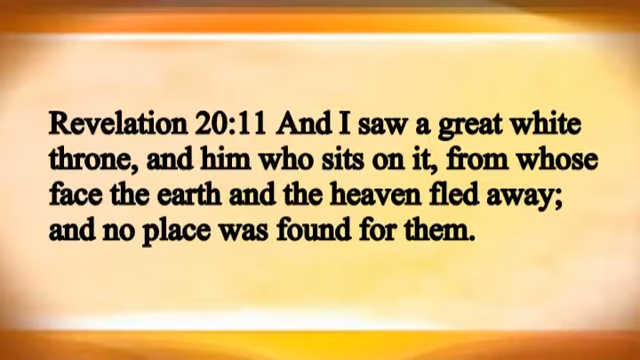 Revelation 20:11 And I saw a great white
throne, and him who sits on it, from whose
face the earth and the heaven fled away;
and no place was found for them.